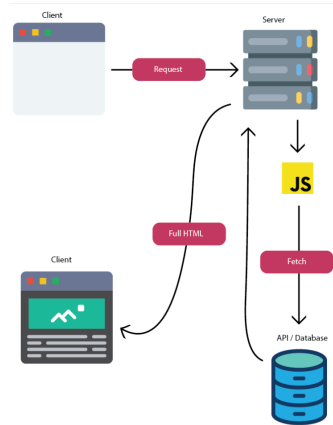 Client
Server
Request
JS
Full HTML
Fetch
Client
API / Database